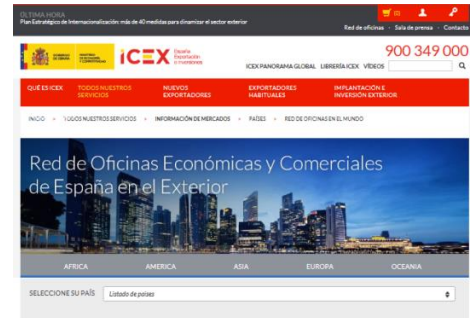 ÚLTIMA HORA
Plan Estratégico de Internacionalización: más de 40 medidas para dinamizar el sector exterior
(0)
Red de oficinas · Sala de prensa · Contacto
ICEX España
Exportación
e Inversiones
900 349 000
ICEX PANORAMA GLOBAL LIBRERÍA ICEX VÍDEOS
QUÉ ES ICEX
TODOS NUESTROS
SERVICIOS
NUEVOS
EXPORTADORES
EXPORTADORES
HABITUALES
IMPLANTACIÓN E
INVERSIÓN EXTERIOR
INICIO TODOS NUESTROS SERVICIOS INFORMACIÓN DE MERCADOS PAÍSES RED DE OFICINAS EN EL MUNDO
Red de Oficinas Económicas y Comerciales
de España en el Exterior
AFRICA AMERICA ASIA EUROPA OCEANIA
SELECCIONE SU PAÍS Listado de países